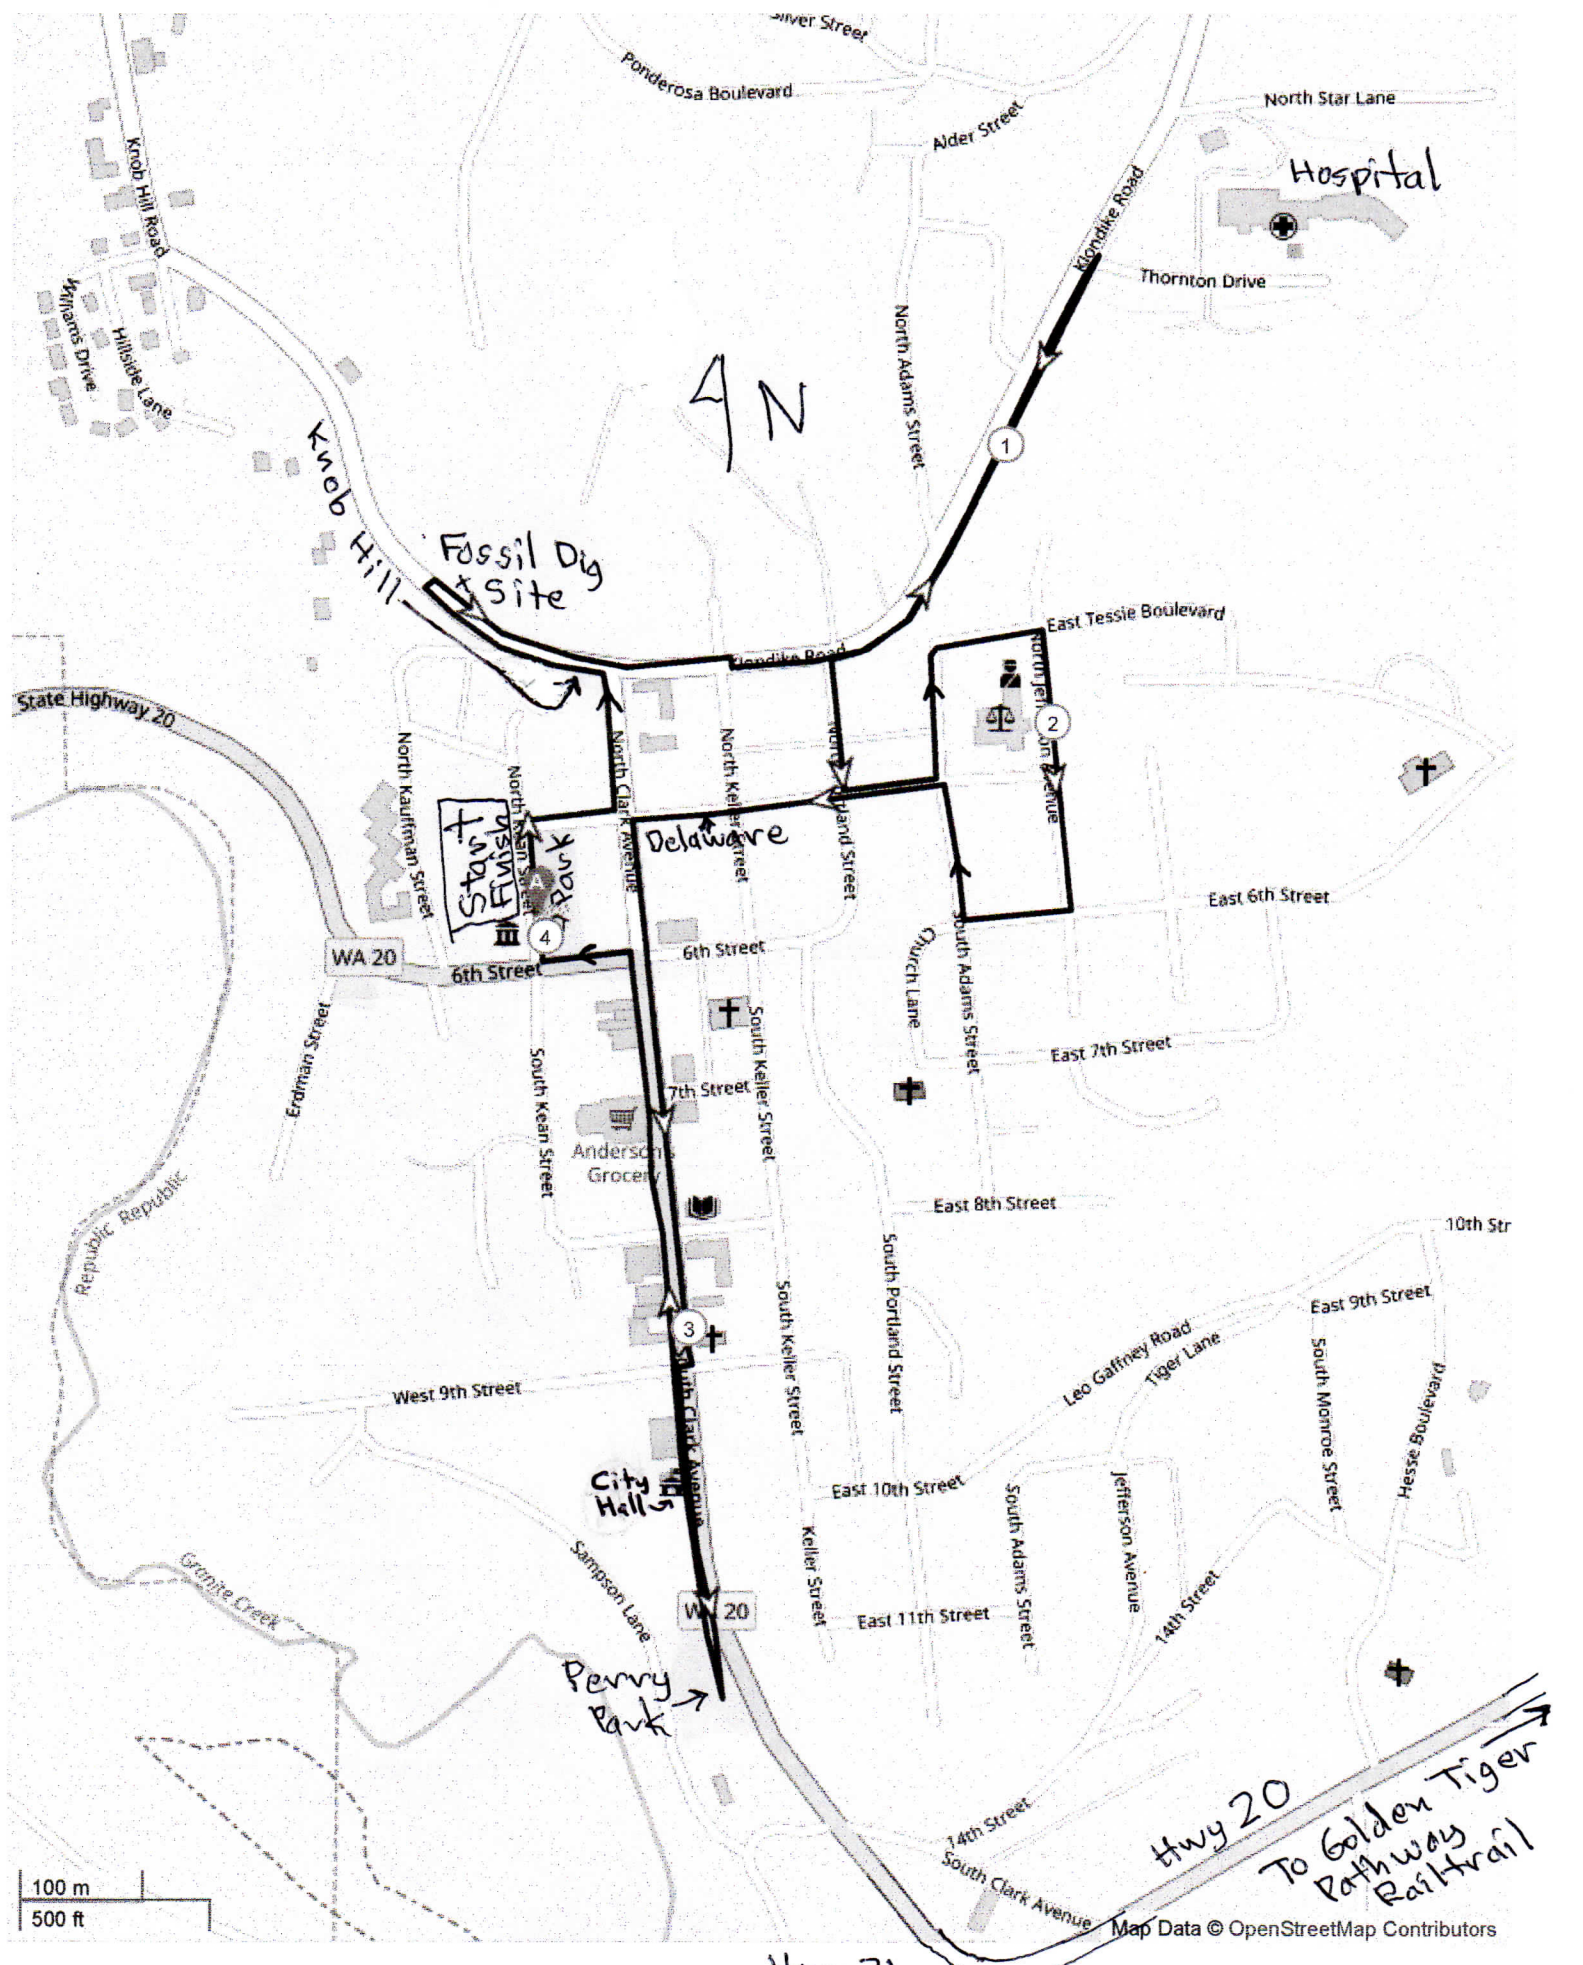 Silver Street
Ponderosa Boulevard
North Star Lane
Alder Street
Knob Hill Road
Klondike Road
Hospital
Thornton Drive
Williams Drive
Hillside Lane
North Adams Street
N
1
Knob Hill
Fossil Dig
Site
East Tessie Boulevard
Klondike Road
State Highway 20
2
North Kauffman Street
North Kean Street
North Clark Avenue
North Keller Street
Start
Finish
Park
A
Delaware
East 6th Street
4
WA 20
6th Street
6th Street
Church Lane
South Adams Street
Erdman Street
South Kean Street
South Keller Street
East 7th Street
7th Street
Anderson's
Grocery
Republic Republic
East 8th Street
10th Str
South Portland Street
South Keller Street
East 9th Street
3
Leo Gaffney Road
Tiger Lane
South Monroe Street
Hesse Boulevard
West 9th Street
South Clark Avenue
City
Hall
East 10th Street
South Adams Street
Jefferson Avenue
Keller Street
Granite Creek
Sampson Lane
14th Street
WA 20
East 11th Street
Perry
Park
14th Street
South Clark Avenue
Hwy 20
To Golden Tiger
Pathway
Railtrail
100 m
500 ft
Map Data © OpenStreetMap Contributors